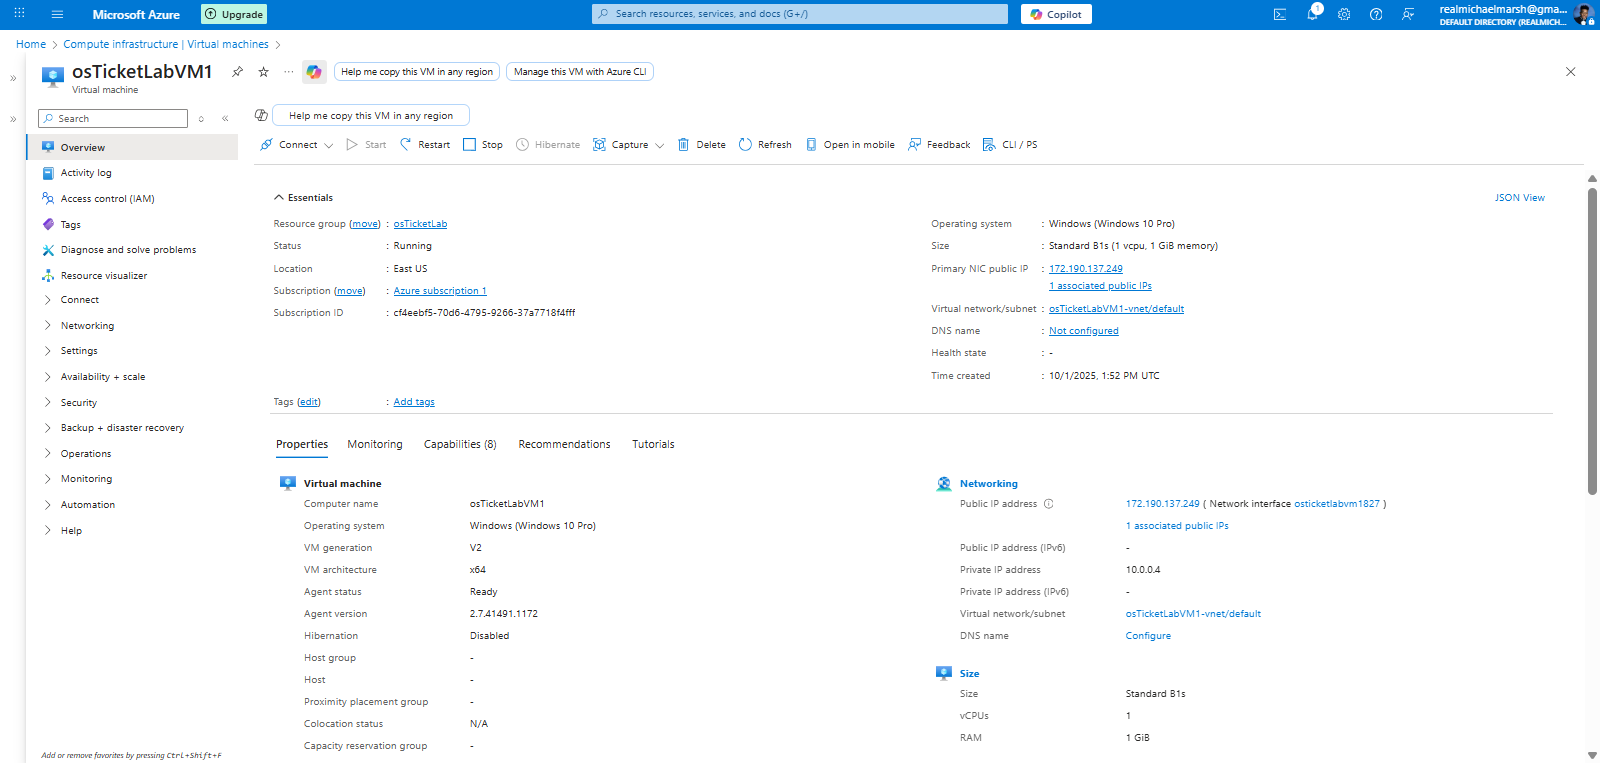 Microsoft Azure
Upgrade
Search resources, services, and docs (G+/)
Copilot
1
realmichaelmarsh@gma...
DEFAULT DIRECTORY (REALMICH...
Home > Compute infrastructure | Virtual machines >
osTicketLabVM1
Virtual machine
Help me copy this VM in any region
Manage this VM with Azure CLI
Search
Overview
Activity log
Access control (IAM)
Tags
Diagnose and solve problems
Resource visualizer
Connect
Networking
Settings
Availability + scale
Security
Backup + disaster recovery
Operations
Monitoring
Automation
Help
Add or remove favorites by pressing Ctrl+Shift+F
Help me copy this VM in any region
Connect Start Restart Stop Hibernate Capture Delete Refresh Open in mobile Feedback CLI / PS
Essentials
JSON View
Resource group (move) : osTicketLab
Status : Running
Location : East US
Subscription (move) : Azure subscription 1
Subscription ID : cf4eebf5-70d6-4795-9266-37a7718f4fff
Operating system : Windows (Windows 10 Pro)
Size : Standard B1s (1 vcpu, 1 GiB memory)
Primary NIC public IP : 172.190.137.249
1 associated public IPs
Virtual network/subnet : osTicketLabVM1-vnet/default
DNS name : Not configured
Health state : -
Time created : 10/1/2025, 1:52 PM UTC
Tags (edit) : Add tags
Properties Monitoring Capabilities (8) Recommendations Tutorials
Virtual machine
Computer name osTicketLabVM1
Operating system Windows (Windows 10 Pro)
VM generation V2
VM architecture x64
Agent status Ready
Agent version 2.7.41491.1172
Hibernation Disabled
Host group -
Host -
Proximity placement group -
Colocation status N/A
Capacity reservation group -
Networking
Public IP address 172.190.137.249 ( Network interface osticketlabvm1827 )
1 associated public IPs
Public IP address (IPv6) -
Private IP address 10.0.0.4
Private IP address (IPv6) -
Virtual network/subnet osTicketLabVM1-vnet/default
DNS name Configure
Size
Size Standard B1s
vCPUs 1
RAM 1 GiB